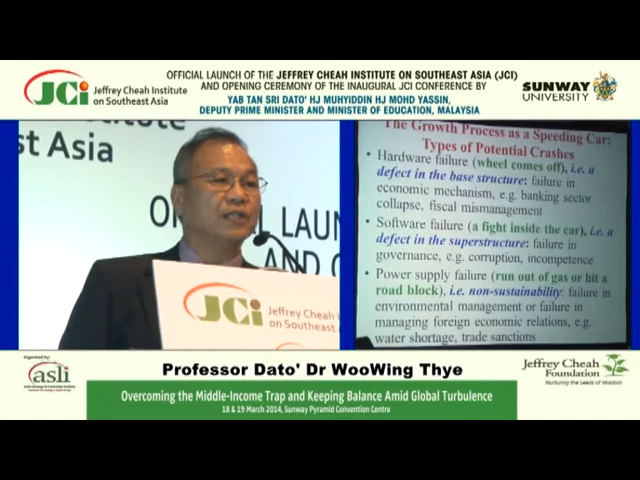 JCi
Jeffrey Cheah Institute
on Southeast Asia
OFFICIAL LAUNCH OF THE JEFFREY CHEAH INSTITUTE ON SOUTHEAST ASIA (JCI)
AND OPENING CEREMONY OF THE INAUGURAL JCI CONFERENCE BY
YAB TAN SRI DATO' HJ MUHYIDDIN HJ MOHD YASSIN,
DEPUTY PRIME MINISTER AND MINISTER OF EDUCATION, MALAYSIA
SUNWAY
UNIVERSITY
st Asia
OF
LAUN
AND
JCi
Jeffrey Cheah Institute
on Southeast Asia
The Growth Process as a Speeding Car:
Types of Potential Crashes
• Hardware failure (wheel comes off), i.e. a
defect in the base structure: failure in
economic mechanism, e.g. banking sector
collapse, fiscal mismanagement
• Software failure (a fight inside the car), i.e. a
defect in the superstructure: failure in
governance, e.g. corruption, incompetence
• Power supply failure (run out of gas or hit a
road block), i.e. non-sustainability: failure in
environmental management or failure in
managing foreign economic relations, e.g.
water shortage, trade sanctions
Organised by:
asli
Professor Dato' Dr WooWing Thye
Overcoming the Middle-Income Trap and Keeping Balance Amid Global Turbulence
18 & 19 March 2014, Sunway Pyramid Convention Centre
Jeffrey Cheah
Foundation
Nurturing the Seeds of Wisdom